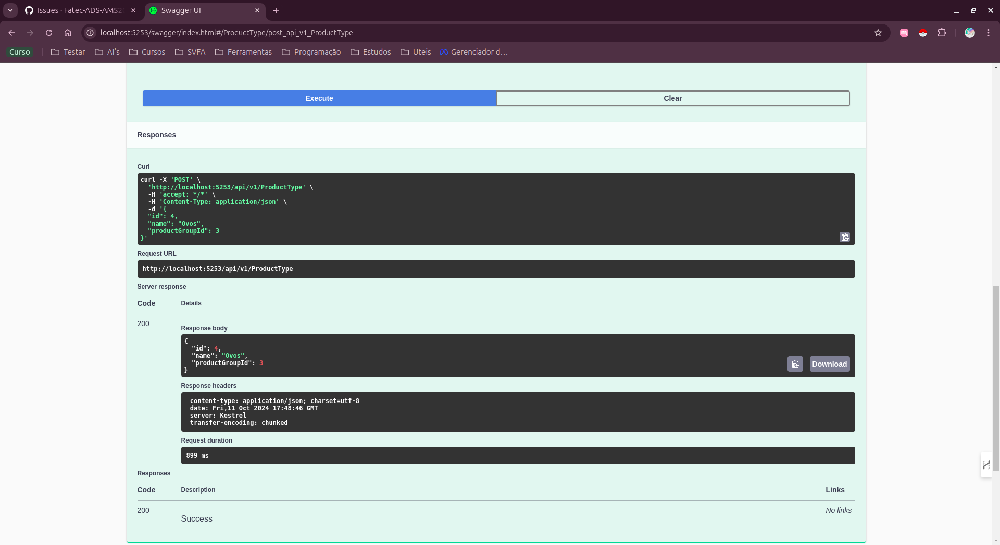 Issues · Fatec-ADS-AMS20
Swagger UI
localhost:5253/swagger/index.html#/ProductType/post_api_v1_ProductType
m
Curso
Testar
AI's
Cursos
SVFA
Ferramentas
Programação
Estudos
Uteis
Gerenciador d…
Execute
Clear
Responses
Curl
curl -X 'POST' \
'http://localhost:5253/api/v1/ProductType' \
-H 'accept: */*' \
-H 'Content-Type: application/json' \
-d '{
"id": 4,
"name": "Ovos",
"productGroupId": 3
}'
Request URL
http://localhost:5253/api/v1/ProductType
Server response
Code Details
200
Response body
{
"id": 4,
"name": "Ovos",
"productGroupId": 3
}
Download
Response headers
content-type: application/json; charset=utf-8
date: Fri,11 Oct 2024 17:48:46 GMT
server: Kestrel
transfer-encoding: chunked
Request duration
899 ms
Responses
Code Description Links
200 No links
Success